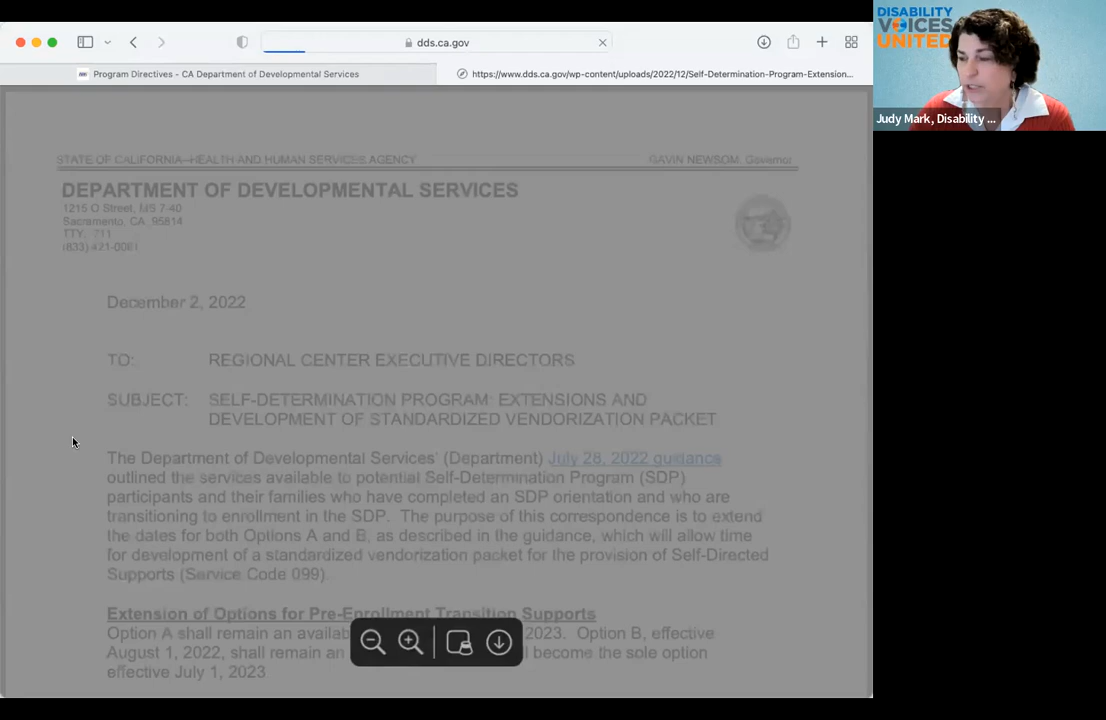 DISABILITY
VOICES
UNITED
Judy Mark, Disability ...
dds.ca.gov
Program Directives - CA Department of Developmental Services
https://www.dds.ca.gov/wp-content/uploads/2022/12/Self-Determination-Program-Extension...
STATE OF CALIFORNIA--HEALTH AND HUMAN SERVICES AGENCY
GAVIN NEWSOM, Governor
DEPARTMENT OF DEVELOPMENTAL SERVICES
1215 O Street, MS 7-40
Sacramento, CA 95814
TTY: 711
(833) 421-0061
December 2, 2022
TO: REGIONAL CENTER EXECUTIVE DIRECTORS
SUBJECT: SELF-DETERMINATION PROGRAM: EXTENSIONS AND
DEVELOPMENT OF STANDARDIZED VENDORIZATION PACKET
The Department of Developmental Services' (Department) July 28, 2022 guidance
outlined the services available to potential Self-Determination Program (SDP)
participants and their families who have completed an SDP orientation and who are
transitioning to enrollment in the SDP. The purpose of this correspondence is to extend
the dates for both Options A and B, as described in the guidance, which will allow time
for development of a standardized vendorization packet for the provision of Self-Directed
Supports (Service Code 099).
Extension of Options for Pre-Enrollment Transition Supports
Option A shall remain an 2023. Option B, effective
August 1, 2022, shall remain an become the sole option
effective July 1, 2023